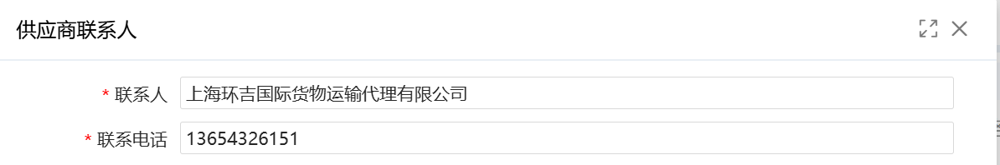 供应商联系人
* 联系人 上海环吉国际货物运输代理有限公司
* 联系电话 13654326151